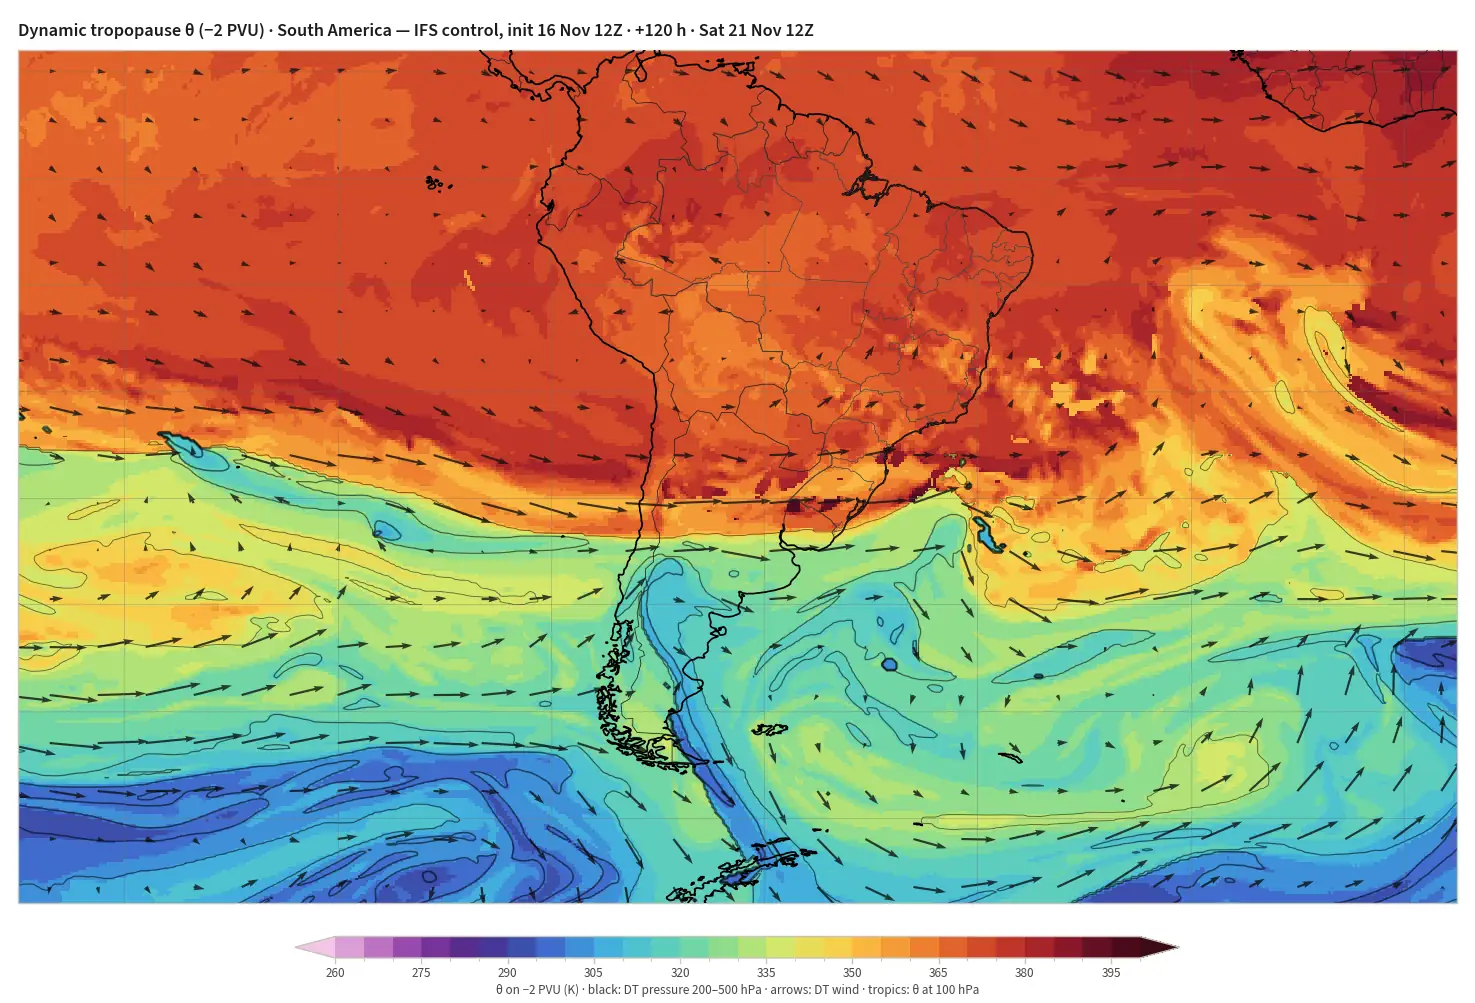 Dynamic tropopause θ (−2 PVU) · South America — IFS control, init 16 Nov 12Z · +120 h · Sat 21 Nov 12Z
260 275 290 305 320 335 350 365 380 395
θ on −2 PVU (K) · black: DT pressure 200–500 hPa · arrows: DT wind · tropics: θ at 100 hPa